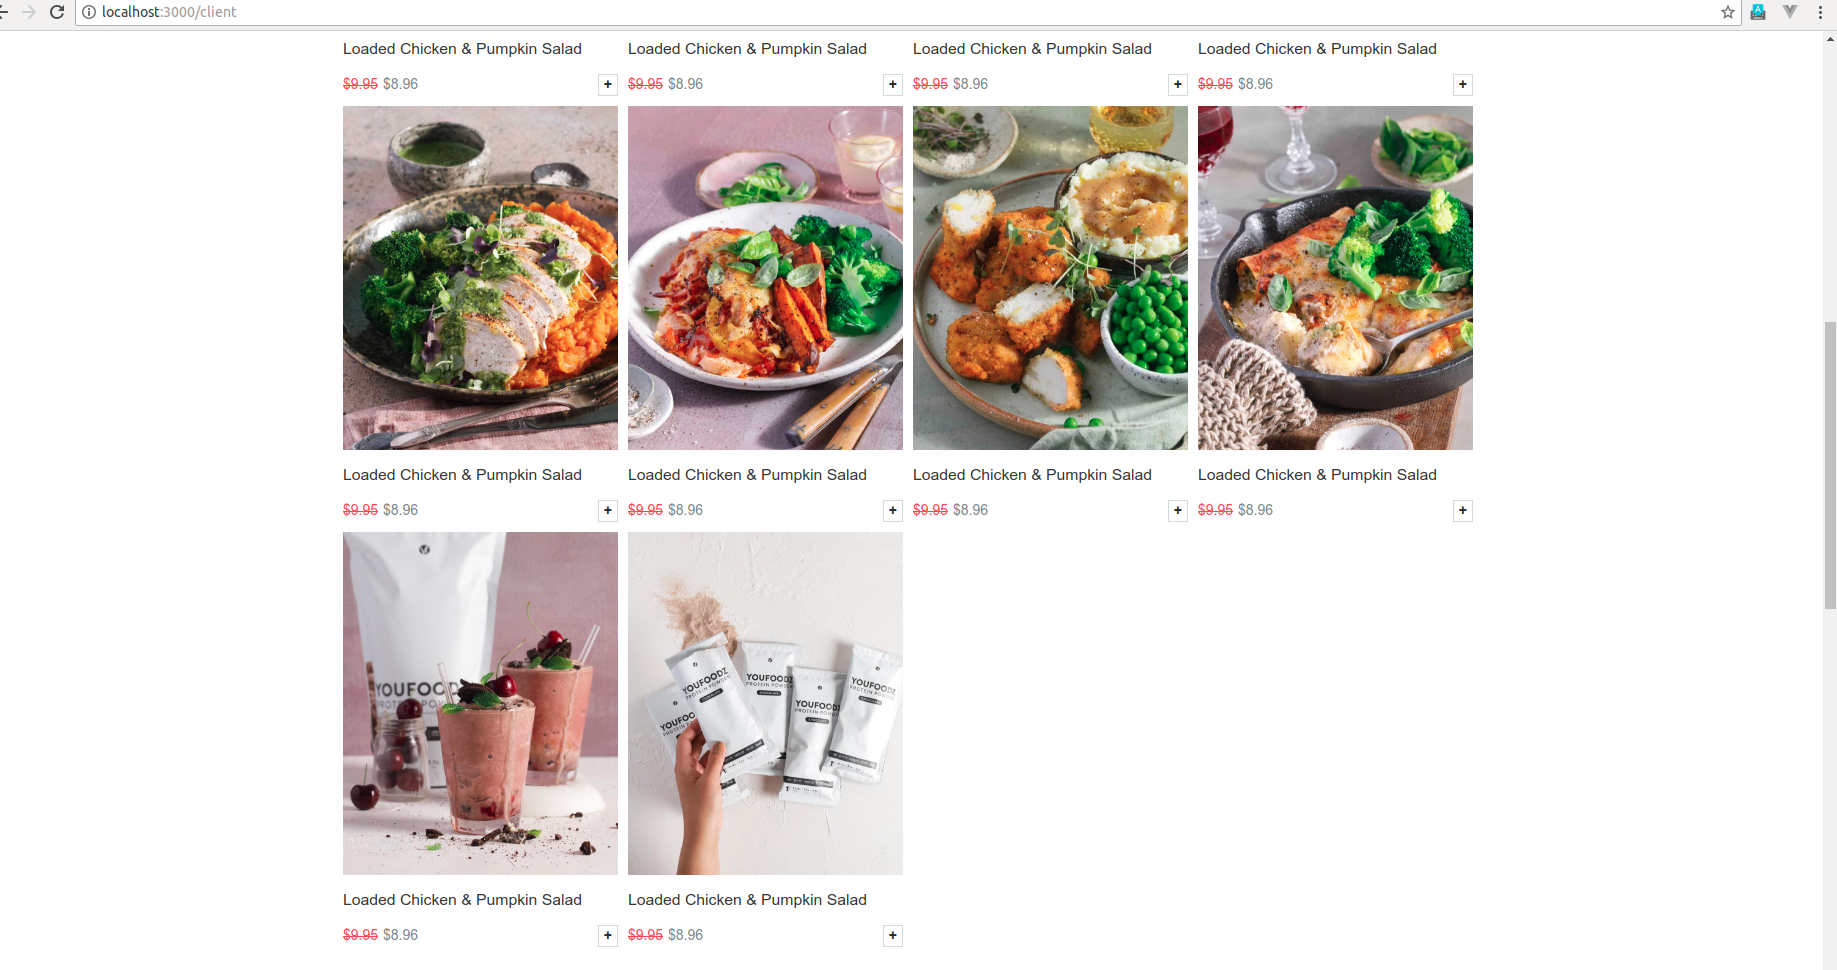 localhost:3000/client
Loaded Chicken & Pumpkin Salad Loaded Chicken & Pumpkin Salad Loaded Chicken & Pumpkin Salad Loaded Chicken & Pumpkin Salad
$9.95 $8.96 + $9.95 $8.96 + $9.95 $8.96 + $9.95 $8.96 +
Loaded Chicken & Pumpkin Salad Loaded Chicken & Pumpkin Salad Loaded Chicken & Pumpkin Salad Loaded Chicken & Pumpkin Salad
$9.95 $8.96 + $9.95 $8.96 + $9.95 $8.96 + $9.95 $8.96 +
YOUFOODZ
PROTEIN POWDER
YOUFOODZ
PROTEIN POWDER
YOUFOODZ
PROTEIN POWDER
YOUFOODZ
PROTEIN POWDER
Loaded Chicken & Pumpkin Salad Loaded Chicken & Pumpkin Salad
$9.95 $8.96 + $9.95 $8.96 +